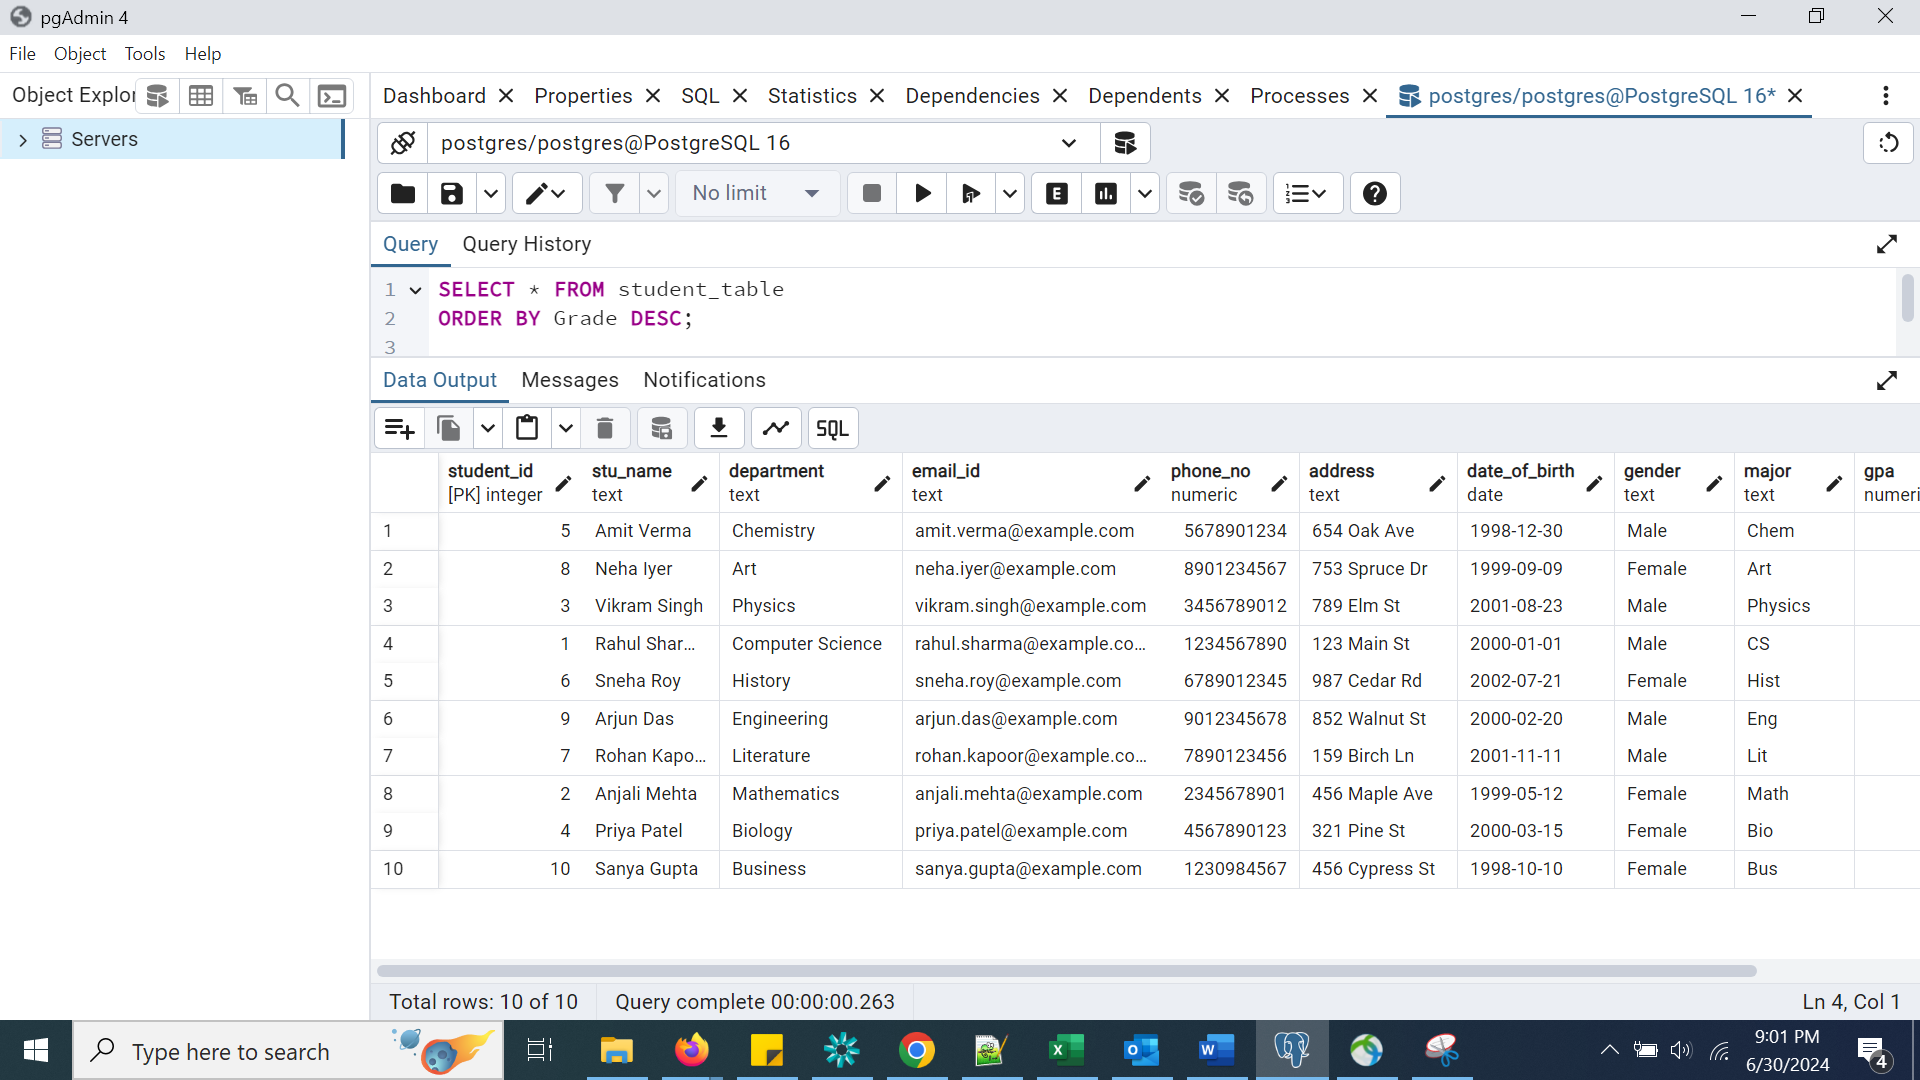 pgAdmin 4
File Object Tools Help
Object Explor
Dashboard Properties SQL Statistics Dependencies Dependents Processes postgres/postgres@PostgreSQL 16*
Servers
postgres/postgres@PostgreSQL 16
No limit E
Query Query History
1 SELECT * FROM student_table
2 ORDER BY Grade DESC;
3
Data Output Messages Notifications
SQL
student_id stu_name department email_id phone_no address date_of_birth gender major gpa
[PK] integer text text text numeric text date text text numeri
1 5 Amit Verma Chemistry amit.verma@example.com 5678901234 654 Oak Ave 1998-12-30 Male Chem
2 8 Neha Iyer Art neha.iyer@example.com 8901234567 753 Spruce Dr 1999-09-09 Female Art
3 3 Vikram Singh Physics vikram.singh@example.com 3456789012 789 Elm St 2001-08-23 Male Physics
4 1 Rahul Shar... Computer Science rahul.sharma@example.co... 1234567890 123 Main St 2000-01-01 Male CS
5 6 Sneha Roy History sneha.roy@example.com 6789012345 987 Cedar Rd 2002-07-21 Female Hist
6 9 Arjun Das Engineering arjun.das@example.com 9012345678 852 Walnut St 2000-02-20 Male Eng
7 7 Rohan Kapo... Literature rohan.kapoor@example.co... 7890123456 159 Birch Ln 2001-11-11 Male Lit
8 2 Anjali Mehta Mathematics anjali.mehta@example.com 2345678901 456 Maple Ave 1999-05-12 Female Math
9 4 Priya Patel Biology priya.patel@example.com 4567890123 321 Pine St 2000-03-15 Female Bio
10 10 Sanya Gupta Business sanya.gupta@example.com 1230984567 456 Cypress St 1998-10-10 Female Bus
Total rows: 10 of 10 Query complete 00:00:00.263 Ln 4, Col 1
Type here to search
9:01 PM
6/30/2024
4